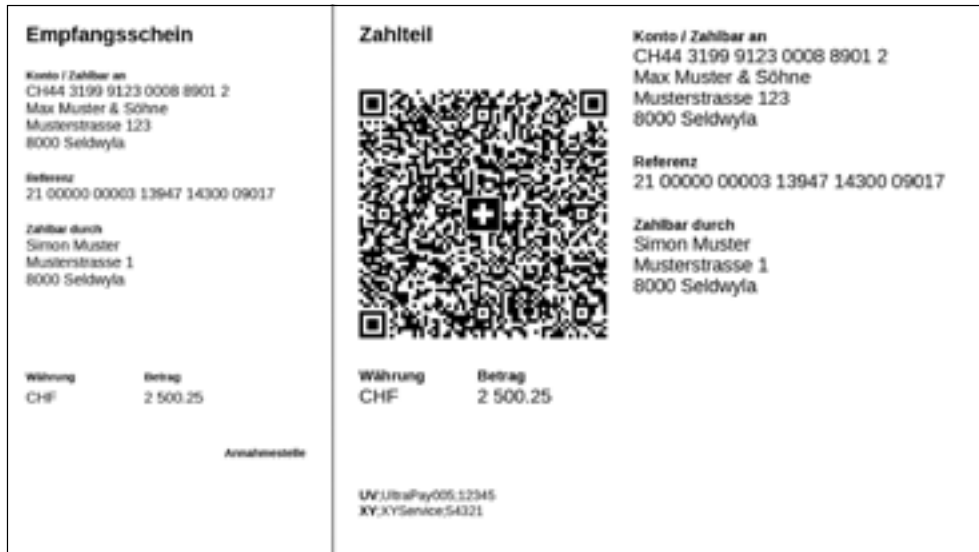 Empfangsschein
Konto / Zahlbar an
CH44 3199 9123 0008 8901 2
Max Muster & Söhne
Musterstrasse 123
8000 Seldwyla
Referenz
21 00000 00003 13947 14300 09017
Zahlbar durch
Simon Muster
Musterstrasse 1
8000 Seldwyla
Währung Betrag
CHF 2 500.25
Annahmestelle
Zahlteil
Währung Betrag
CHF 2 500.25
UV;UltraPay005;12345
XY;XYService;54321
Konto / Zahlbar an
CH44 3199 9123 0008 8901 2
Max Muster & Söhne
Musterstrasse 123
8000 Seldwyla
Referenz
21 00000 00003 13947 14300 09017
Zahlbar durch
Simon Muster
Musterstrasse 1
8000 Seldwyla